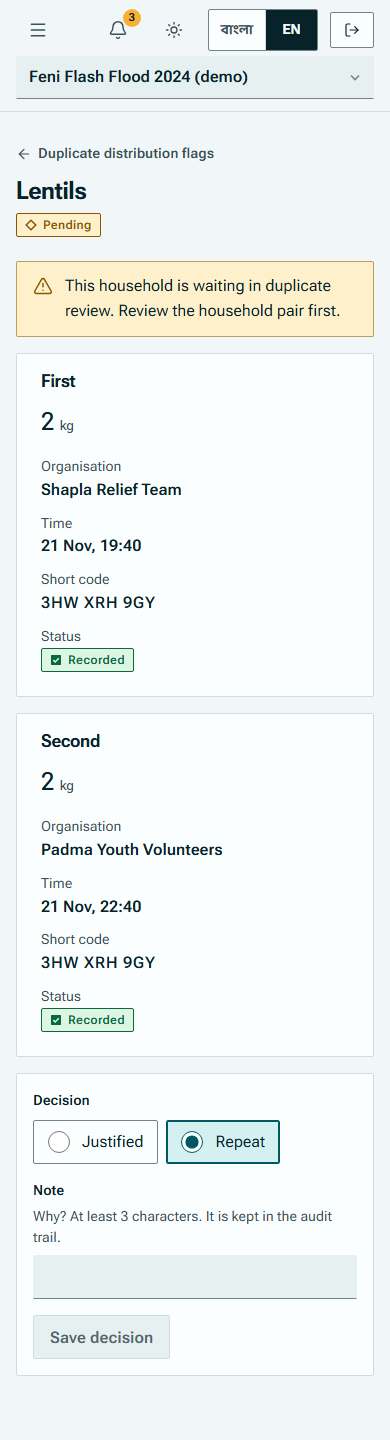 3
বাংলা
EN
Feni Flash Flood 2024 (demo)
Duplicate distribution flags
Lentils
Pending
This household is waiting in duplicate
review. Review the household pair first.
First
2 kg
Organisation
Shapla Relief Team
Time
21 Nov, 19:40
Short code
3HW XRH 9GY
Status
Recorded
Second
2 kg
Organisation
Padma Youth Volunteers
Time
21 Nov, 22:40
Short code
3HW XRH 9GY
Status
Recorded
Decision
Justified
Repeat
Note
Why? At least 3 characters. It is kept in the audit
trail.
Save decision